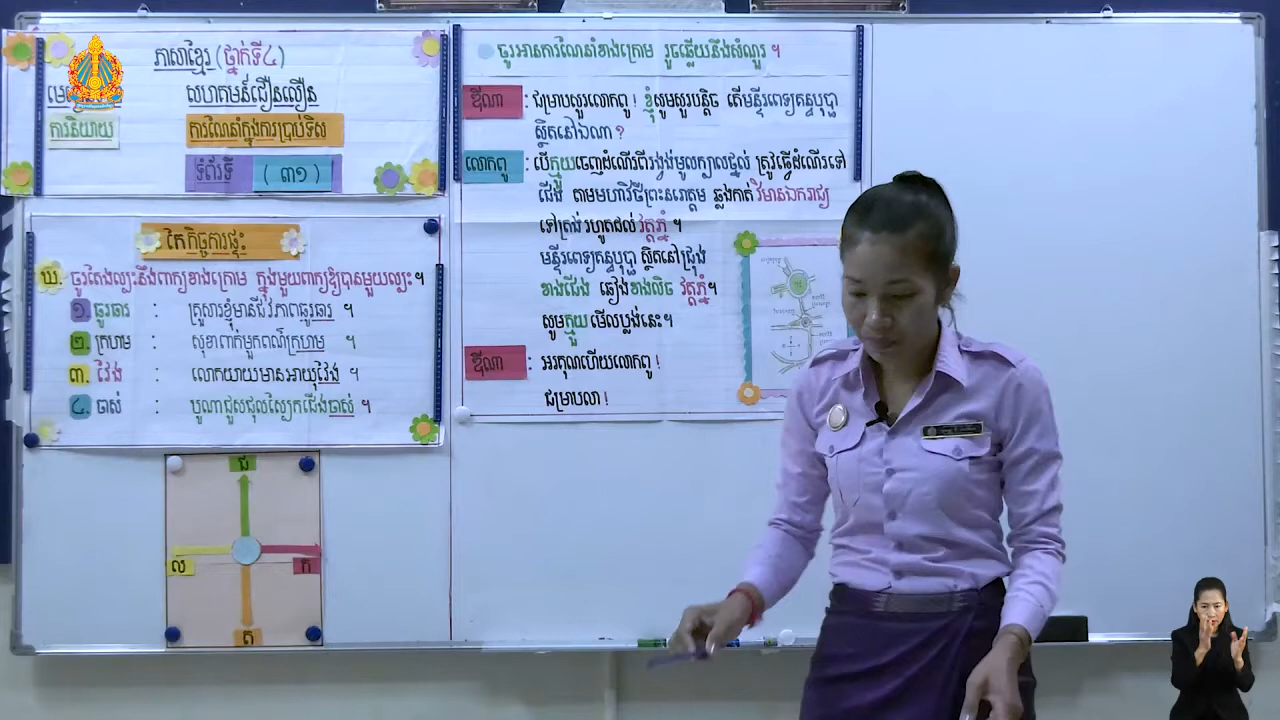 ភាសាខ្មែរ (ថ្នាក់ទី៤)
សហគមន៍ជឿនលឿន
ការនិយាយ
ការណែនាំក្នុងការប្រាប់ទិស
ទំព័រទី (៣១)
កែកិច្ចការផ្ទះ
ឃ. ចូរតែងល្បះនឹងពាក្យខាងក្រោម ក្នុងមួយពាក្យឱ្យបានមួយល្បះ។
១. ធូរធារ : គ្រួសារខ្ញុំមានជីវភាពធូរធារ ។
២. ក្រហាម : សុខាពាក់មួកពណ៌ក្រហាម ។
៣. វែង : លោកយាយមានអាយុវែង ។
៤. ចាស់ : បូណាជួសជុលស្បែកជើងចាស់ ។
ជ
ល
ក
ត
ចូរអានការណែនាំខាងក្រោម រួចឆ្លើយនឹងសំណួរ ។
ឌីណា : ជម្រាបសួរលោកពូ ! ខ្ញុំសូមសួរបន្តិច តើមន្ទីរពេទ្យគន្ធបុប្ផា
ស្ថិតនៅឯណា ?
លោកពូ : បើក្មួយចេញដំណើរពីរង្វង់មូលក្បាលថ្នល់ ត្រូវធ្វើដំណើរទៅ
ជើង តាមមហាវិថីព្រះនរោត្តម ឆ្លងកាត់វិមានឯករាជ្យ
ទៅត្រង់រហូតដល់វត្តភ្នំ ។
មន្ទីរពេទ្យគន្ធបុប្ផា ស្ថិតនៅជ្រុង
ខាងជើង ឆៀងខាងលិច វត្តភ្នំ។
សូមក្មួយមើលប្លង់នេះ។
ឌីណា : អរគុណហើយលោកពូ !
ជម្រាបលា !